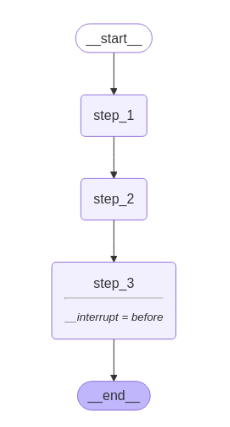 __start__
step_1
step_2
step_3
__interrupt = before
__end__